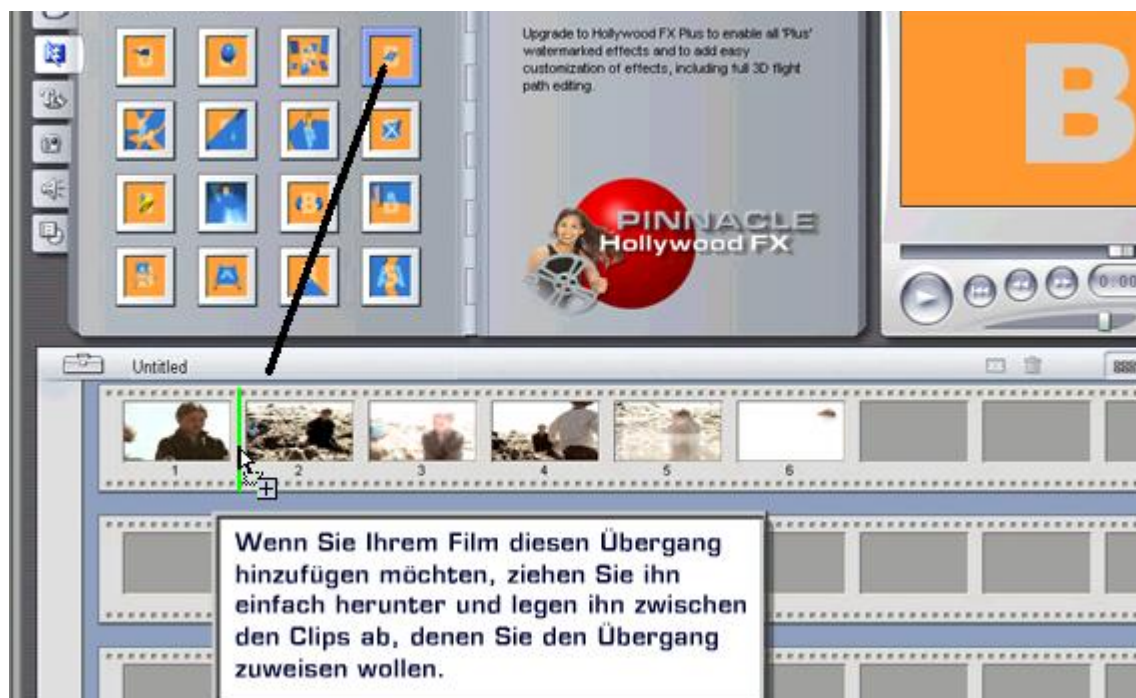 Upgrade to Hollywood FX Plus to enable all 'Plus'
watermarked effects and to add easy
customization of effects, including full 3D flight
path editing.
B
PINNACLE
Hollywood FX
0:00
Untitled
1 2 3 4 5 6
Wenn Sie Ihrem Film diesen Übergang
hinzufügen möchten, ziehen Sie ihn
einfach herunter und legen ihn zwischen
den Clips ab, denen Sie den Übergang
zuweisen wollen.